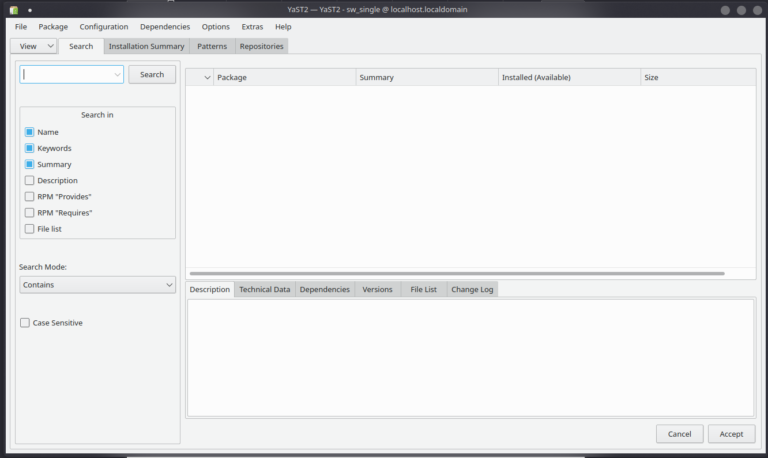 YaST2 — YaST2 - sw_single @ localhost.localdomain
File Package Configuration Dependencies Options Extras Help
View Search Installation Summary Patterns Repositories
Search
Package Summary Installed (Available) Size
Search in
Name
Keywords
Summary
Description
RPM "Provides"
RPM "Requires"
File list
Search Mode:
Contains
Case Sensitive
Description Technical Data Dependencies Versions File List Change Log
Cancel Accept